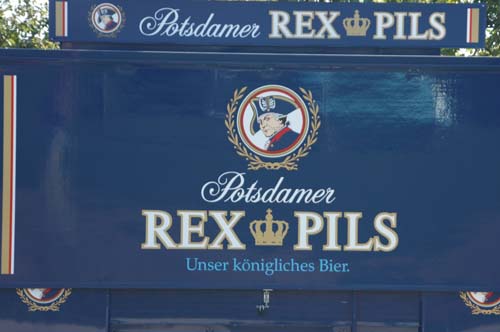 Potsdamer REX PILS
Potsdamer
REX PILS
Unser königliches Bier.